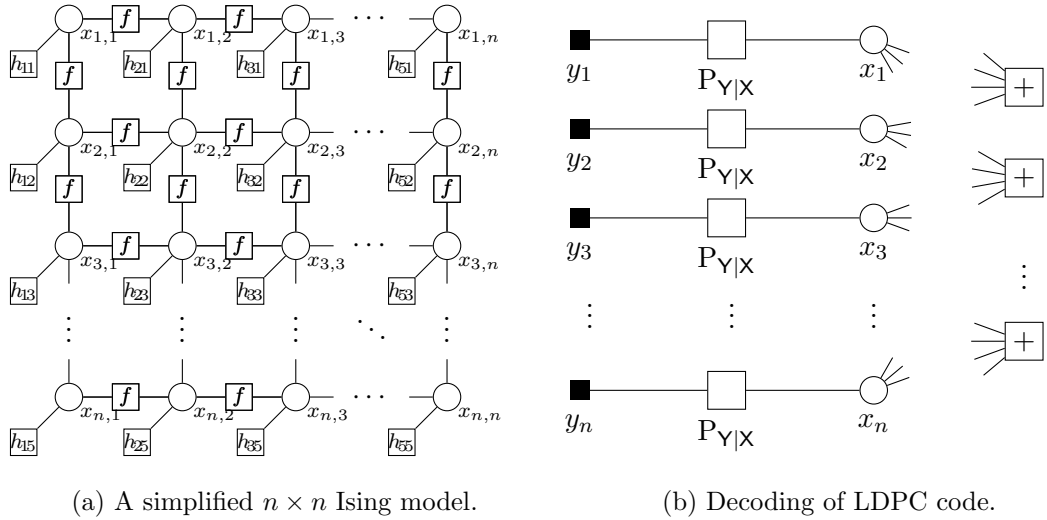 f f ⋯
x1,1 x1,2 x1,3 x1,n
h11 h21 h31 h51
f f f f
f f ⋯
x2,1 x2,2 x2,3 x2,n
h12 h22 h32 h52
f f f f
f f ⋯
x3,1 x3,2 x3,3 x3,n
h13 h23 h33 h53
⋮ ⋮ ⋮ ⋱ ⋮
f f ⋯
xn,1 xn,2 xn,3 xn,n
h15 h25 h35 h55
(a) A simplified n × n Ising model.
y1 PY|X x1
+
y2 PY|X x2
+
y3 PY|X x3
⋮ ⋮ ⋮ ⋮
+
yn PY|X xn
(b) Decoding of LDPC code.